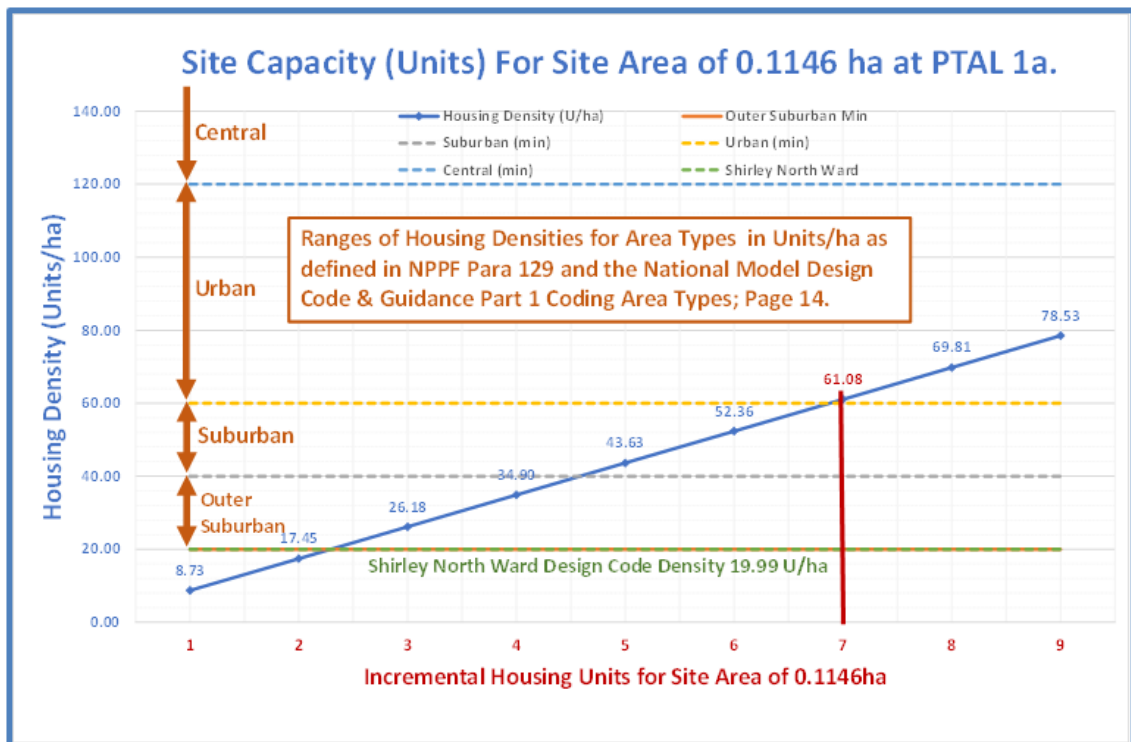 Site Capacity (Units) For Site Area of 0.1146 ha at PTAL 1a.
Housing Density (U/ha)
Outer Suburban Min
Suburban (min)
Urban (min)
Central (min)
Shirley North Ward
140.00
120.00
100.00
80.00
60.00
40.00
20.00
0.00
Housing Density (Units/ha)
Central
Urban
Suburban
Outer
Suburban
Ranges of Housing Densities for Area Types in Units/ha as
defined in NPPF Para 129 and the National Model Design
Code & Guidance Part 1 Coding Area Types; Page 14.
8.73
17.45
26.18
34.90
43.63
52.36
61.08
69.81
78.53
Shirley North Ward Design Code Density 19.99 U/ha
1 2 3 4 5 6 7 8 9
Incremental Housing Units for Site Area of 0.1146ha